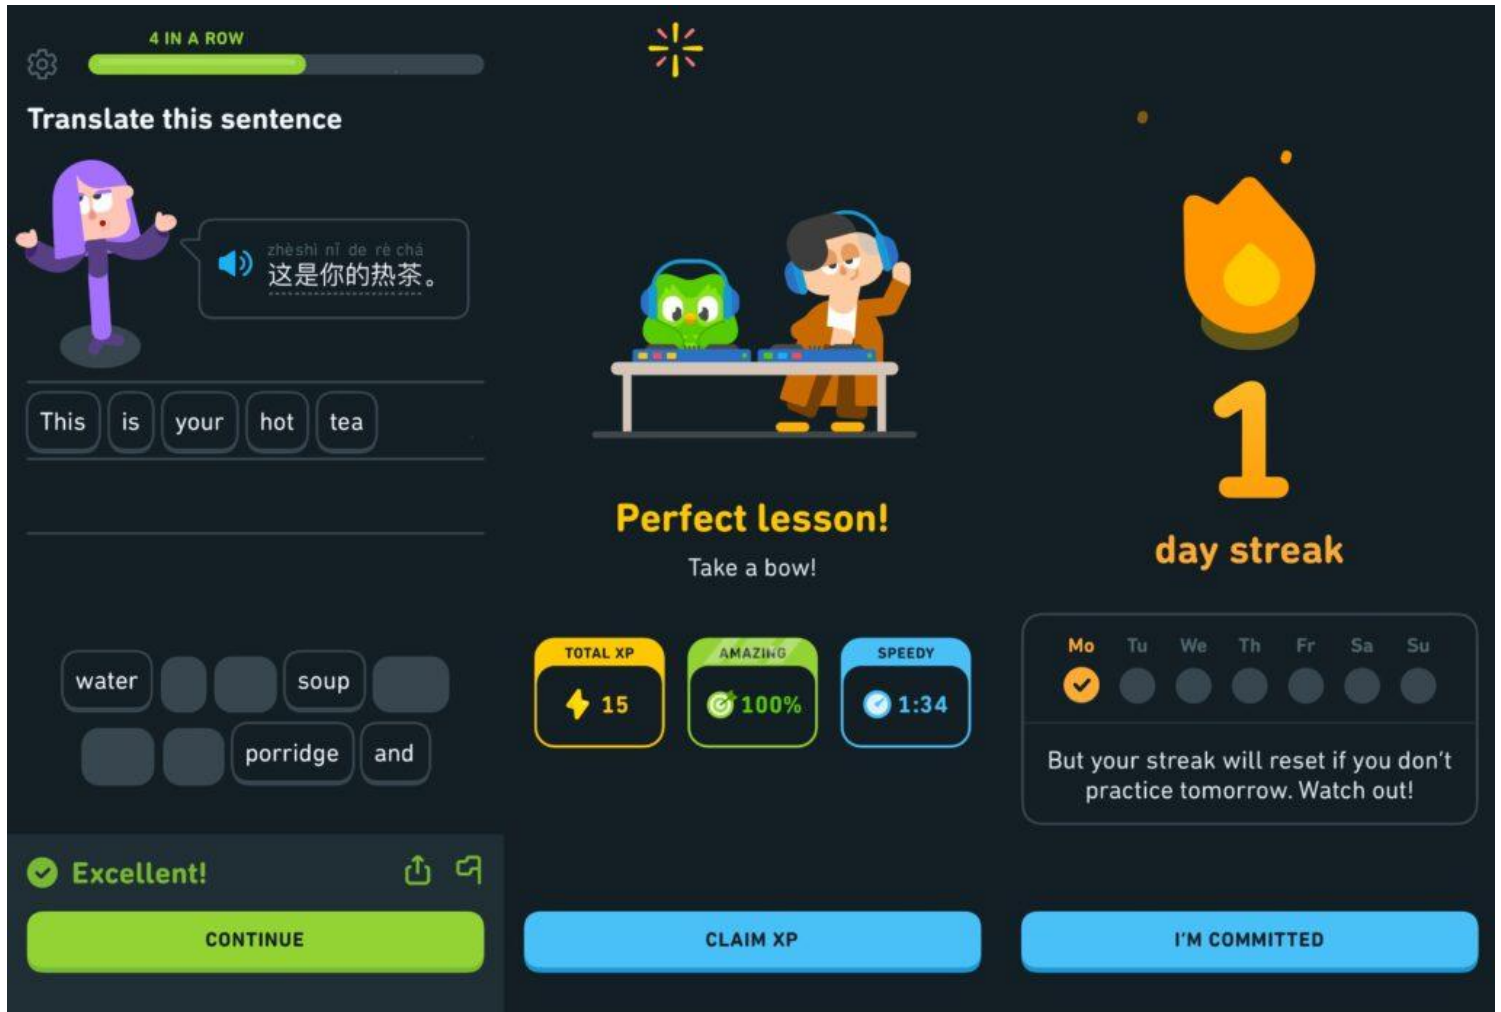 4 IN A ROW
Translate this sentence
zhèshì nǐ de rè chá
这是你的热茶。
This is your hot tea
water soup
porridge and
Excellent!
CONTINUE
Perfect lesson!
Take a bow!
TOTAL XP AMAZING SPEEDY
15 100% 1:34
CLAIM XP
1
day streak
Mo Tu We Th Fr Sa Su
But your streak will reset if you don't
practice tomorrow. Watch out!
I'M COMMITTED